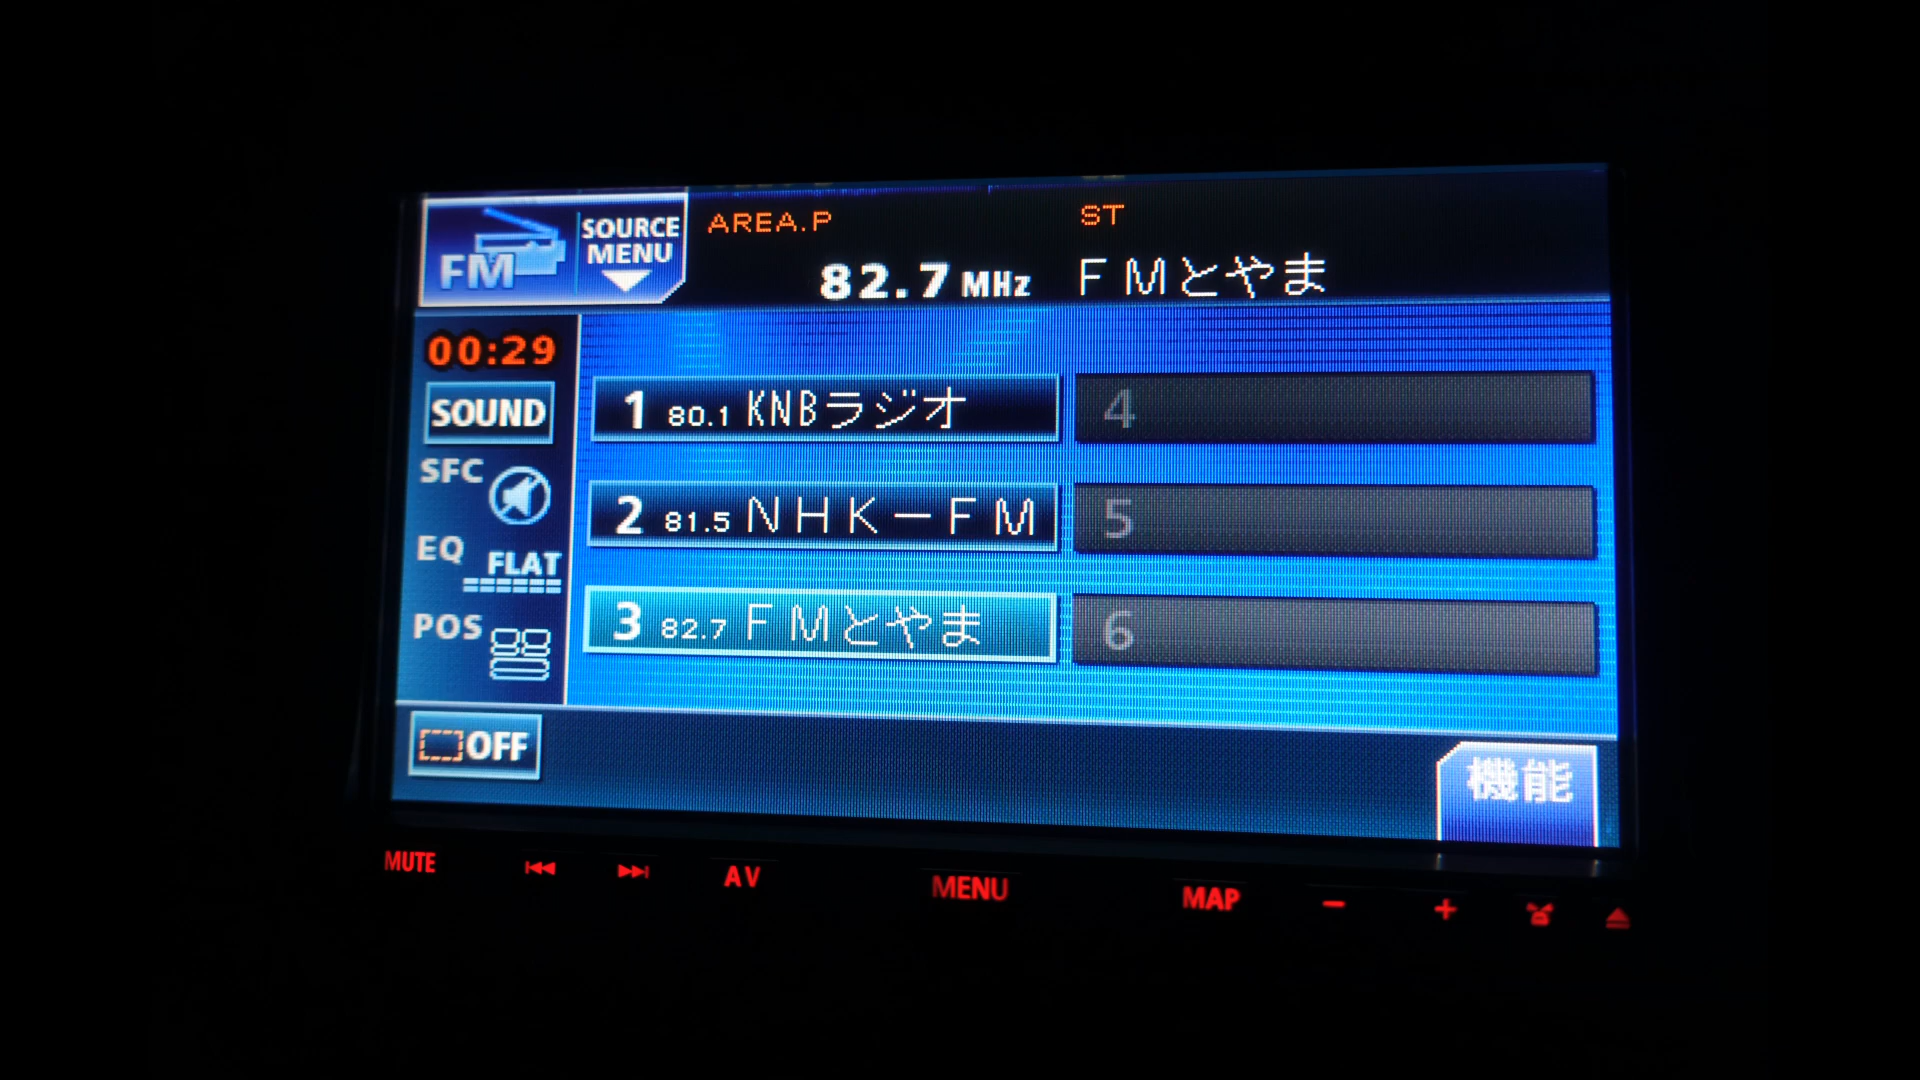 FM
SOURCE
MENU
AREA.P
ST
82.7 MHz
ＦＭとやま
00:29
SOUND
SFC
EQ
FLAT
POS
1 80.1 KNBラジオ
2 81.5 ＮＨＫ－ＦＭ
3 82.7 ＦＭとやま
4
5
6
OFF
機能
MUTE
AV
MENU
MAP
－
＋